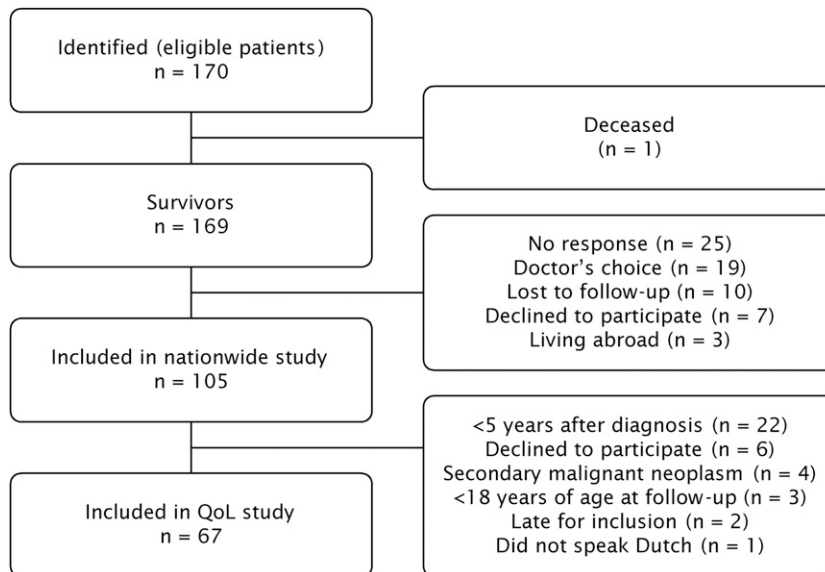 Identified (eligible patients)
n = 170
Deceased
(n = 1)
Survivors
n = 169
No response (n = 25)
Doctor’s choice (n = 19)
Lost to follow-up (n = 10)
Declined to participate (n = 7)
Living abroad (n = 3)
Included in nationwide study
n = 105
<5 years after diagnosis (n = 22)
Declined to participate (n = 6)
Secondary malignant neoplasm (n = 4)
<18 years of age at follow-up (n = 3)
Late for inclusion (n = 2)
Did not speak Dutch (n = 1)
Included in QoL study
n = 67